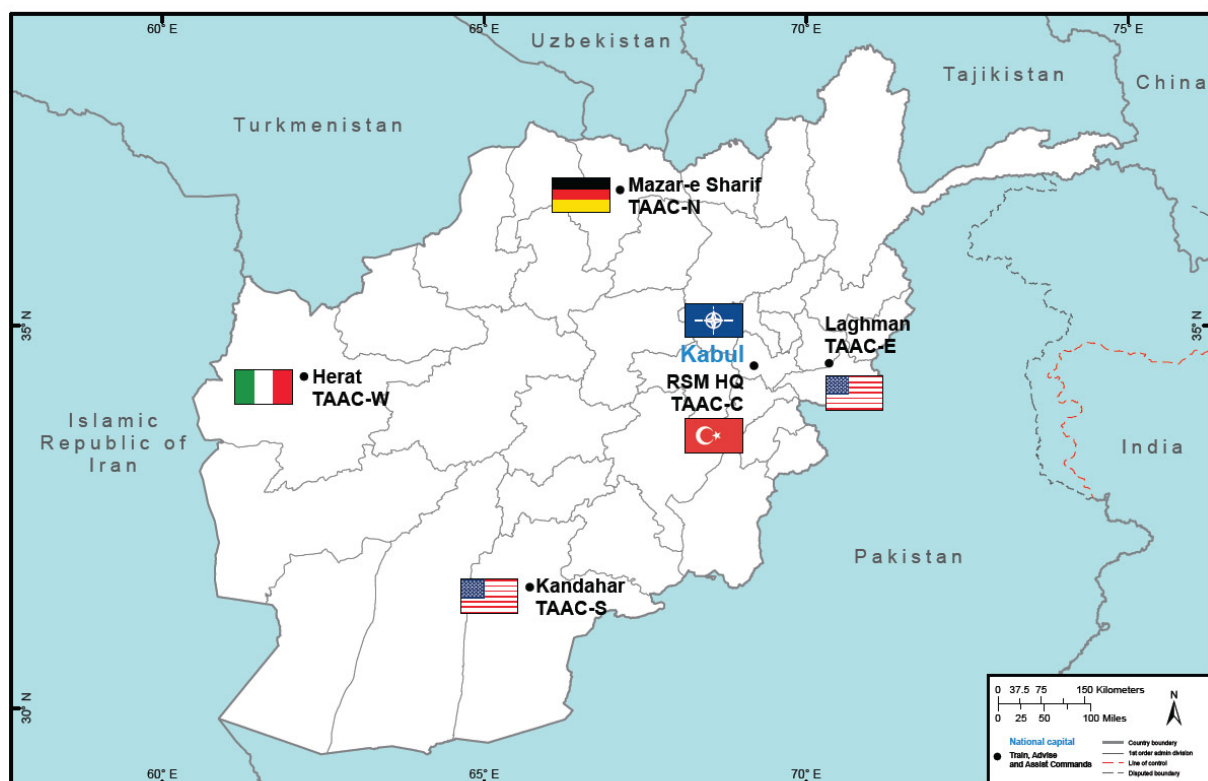 60° E
65° E
70° E
75° E
Uzbekistan
Tajikistan
China
Turkmenistan
Mazar-e Sharif
TAAC-N
35° N
35° N
Laghman
TAAC-E
Kabul
RSM HQ
TAAC-C
Herat
TAAC-W
Islamic
Republic of
Iran
India
Pakistan
Kandahar
TAAC-S
30° N
60° E
65° E
70° E
0 37.5 75 150 Kilometers
0 25 50 100 Miles
N
National capital
Train, Advise
and Assist Commands
Country boundary
1st order admin division
Line of control
Disputed boundary